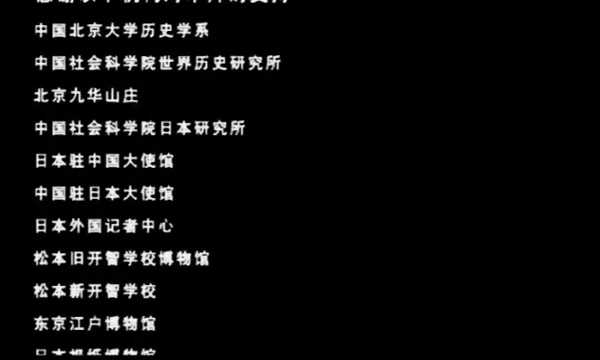 中国北京大学历史学系
中国社会科学院世界历史研究所
北京九华山庄
中国社会科学院日本研究所
日本驻中国大使馆
中国驻日本大使馆
日本外国记者中心
松本旧开智学校博物馆
松本新开智学校
东京江户博物馆